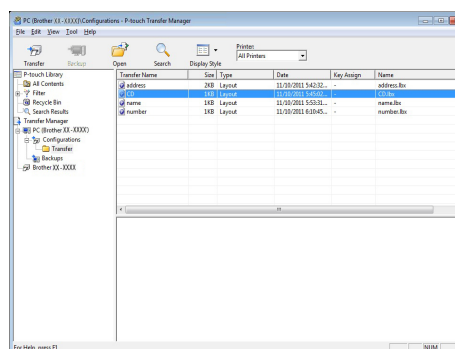 PC (Brother XX-XXXX)\Configurations - P-touch Transfer Manager
File Edit View Tool Help
Transfer Backup Open Search Display Style Printer
All Printers
P-touch Library
All Contents
Filter
Recycle Bin
Search Results
Transfer Manager
PC (Brother XX-XXXX)
Configurations
Transfer
Backups
Brother XX-XXXX
Transfer Name Size Type Date Key Assign Name
address 2KB Layout 11/10/2011 5:42:32... - address.lbx
CD 1KB Layout 11/10/2011 5:45:02... - CD.lbx
name 1KB Layout 11/10/2011 5:53:31... - name.lbx
number 1KB Layout 11/10/2011 6:10:45... - number.lbx
For Help, press F1
NUM